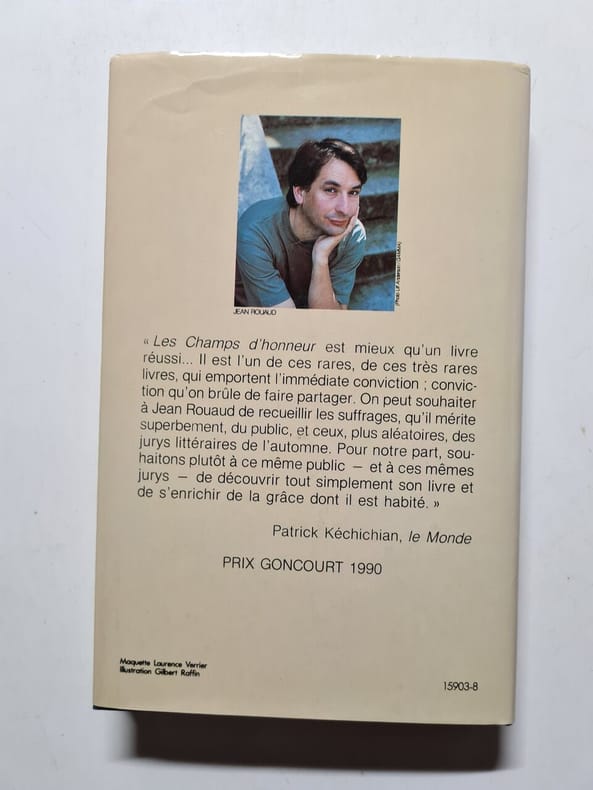 JEAN ROUAUD
« Les Champs d'honneur est mieux qu'un livre
réussi... Il est l'un de ces rares, de ces très rares
livres, qui emportent l'immédiate conviction ; convic-
tion qu'on brûle de faire partager. On peut souhaiter
à Jean Rouaud de recueillir les suffrages, qu'il mérite
superbement, du public, et ceux, plus aléatoires, des
jurys littéraires de l'automne. Pour notre part, sou-
haitons plutôt à ce même public – et à ces mêmes
jurys – de découvrir tout simplement son livre et
de s'enrichir de la grâce dont il est habité. »
Patrick Kéchichian, le Monde
PRIX GONCOURT 1990
Maquette Laurence Verrier
Illustration Gilbert Raffin
15903-8